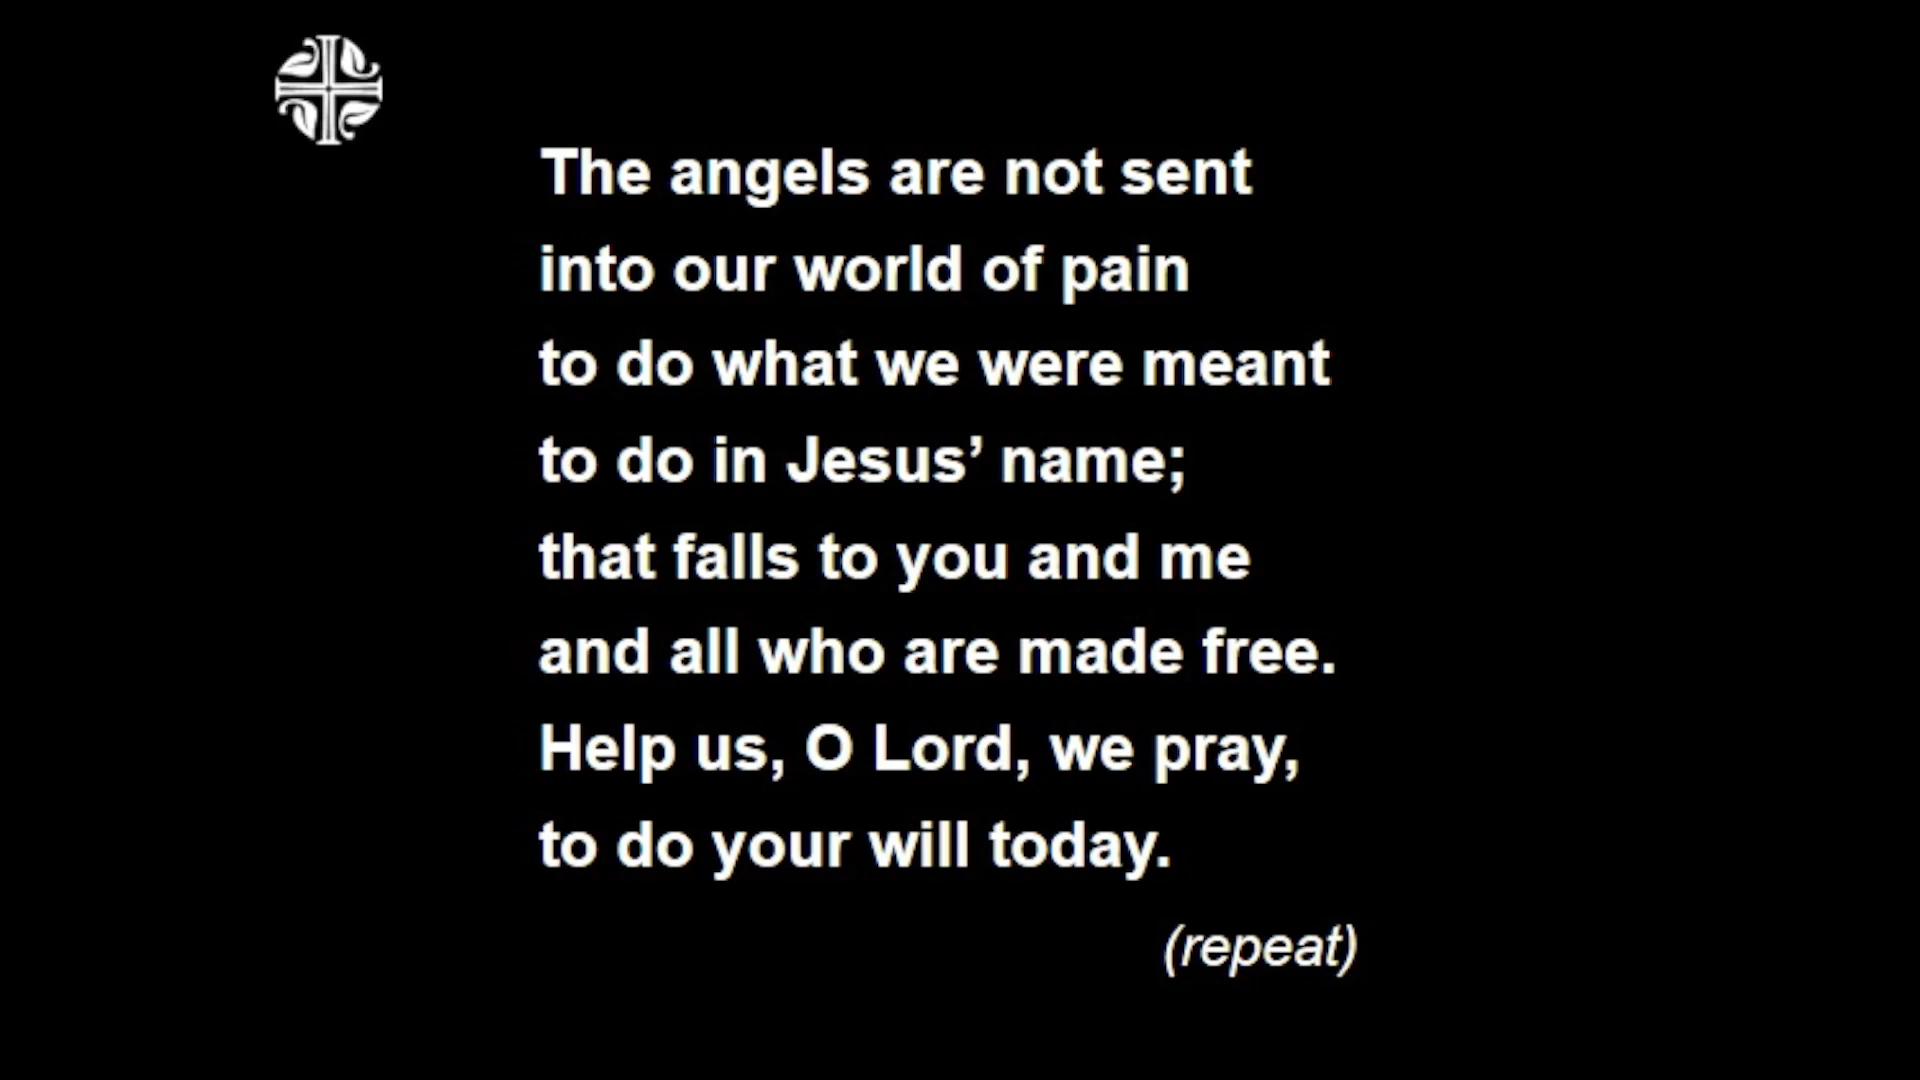 The angels are not sent
into our world of pain
to do what we were meant
to do in Jesus’ name;
that falls to you and me
and all who are made free.
Help us, O Lord, we pray,
to do your will today.
(repeat)